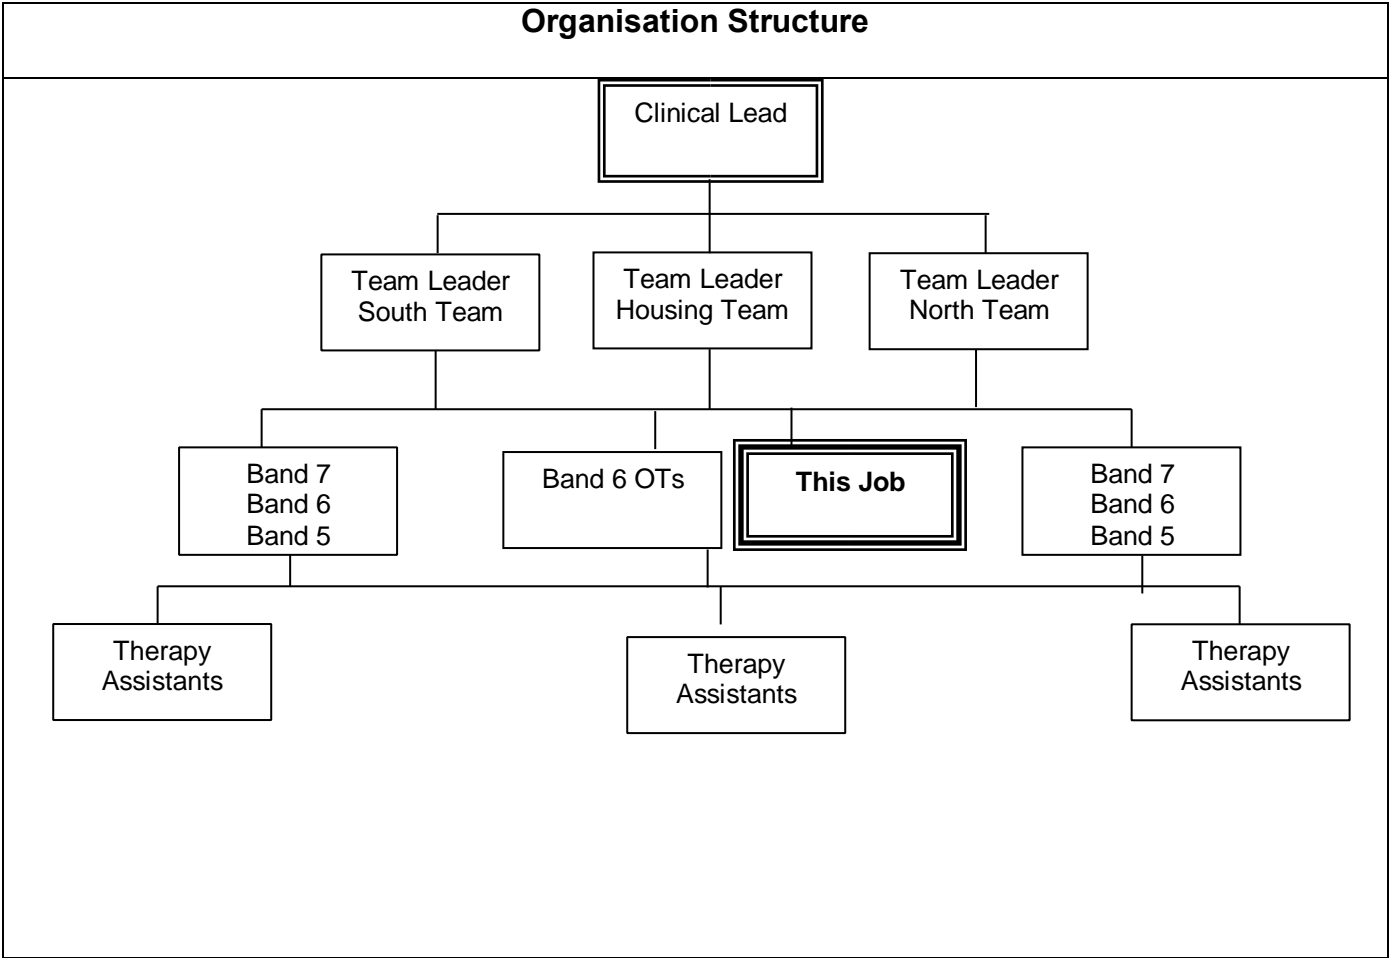 Organisation Structure
Clinical Lead
Team Leader
South Team
Team Leader
Housing Team
Team Leader
North Team
Band 7
Band 6
Band 5
Band 6 OTs
This Job
Band 7
Band 6
Band 5
Therapy
Assistants
Therapy
Assistants
Therapy
Assistants